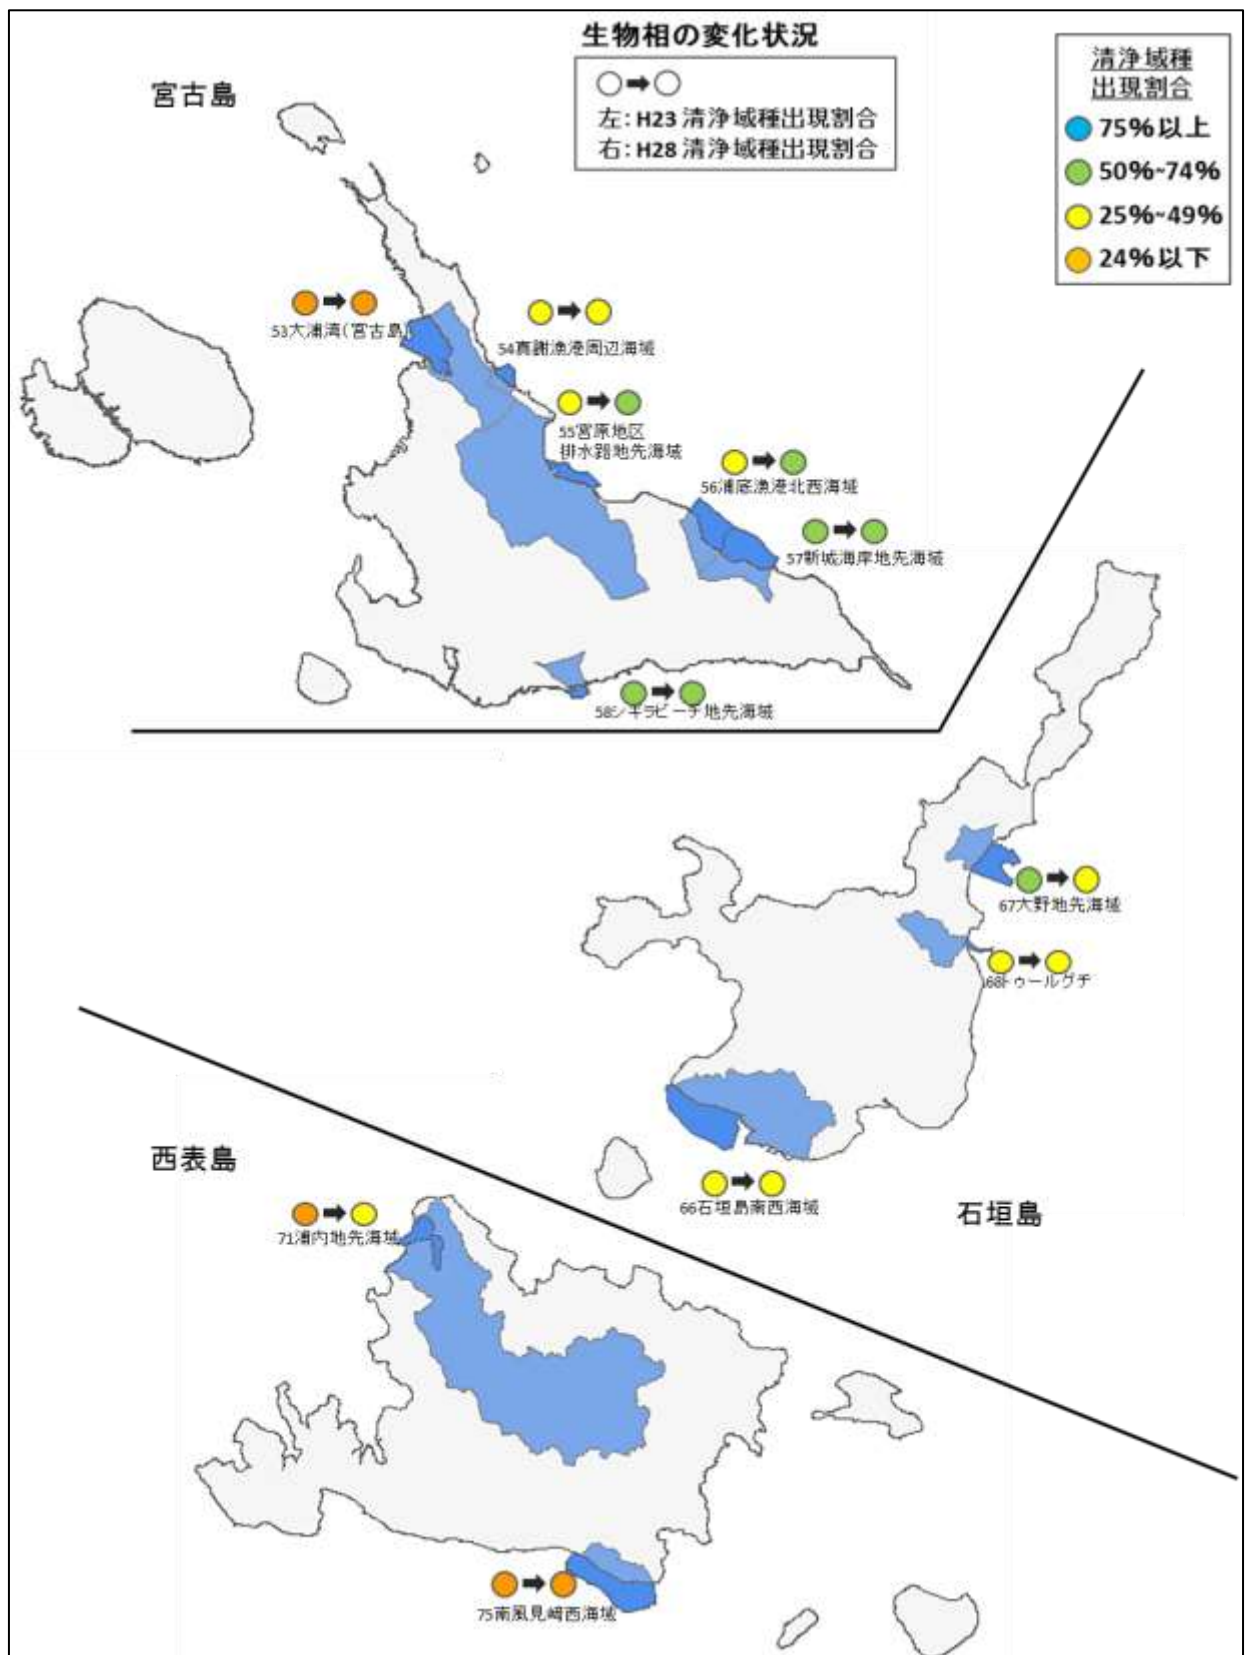 生物相の変化状況
左:H23 清浄域種出現割合
右:H28 清浄域種出現割合
清浄域種
出現割合
75%以上
50%~74%
25%~49%
24%以下
宮古島
53大浦湾(宮古島)
54真謝漁港周辺海域
55宮原地区
排水路地先海域
56浦底漁港北西海域
57新城海岸地先海域
58シギラビーチ地先海域
67大野地先海域
68トゥールグチ
66石垣島南西海域
石垣島
西表島
71浦内地先海域
75南風見崎西海域